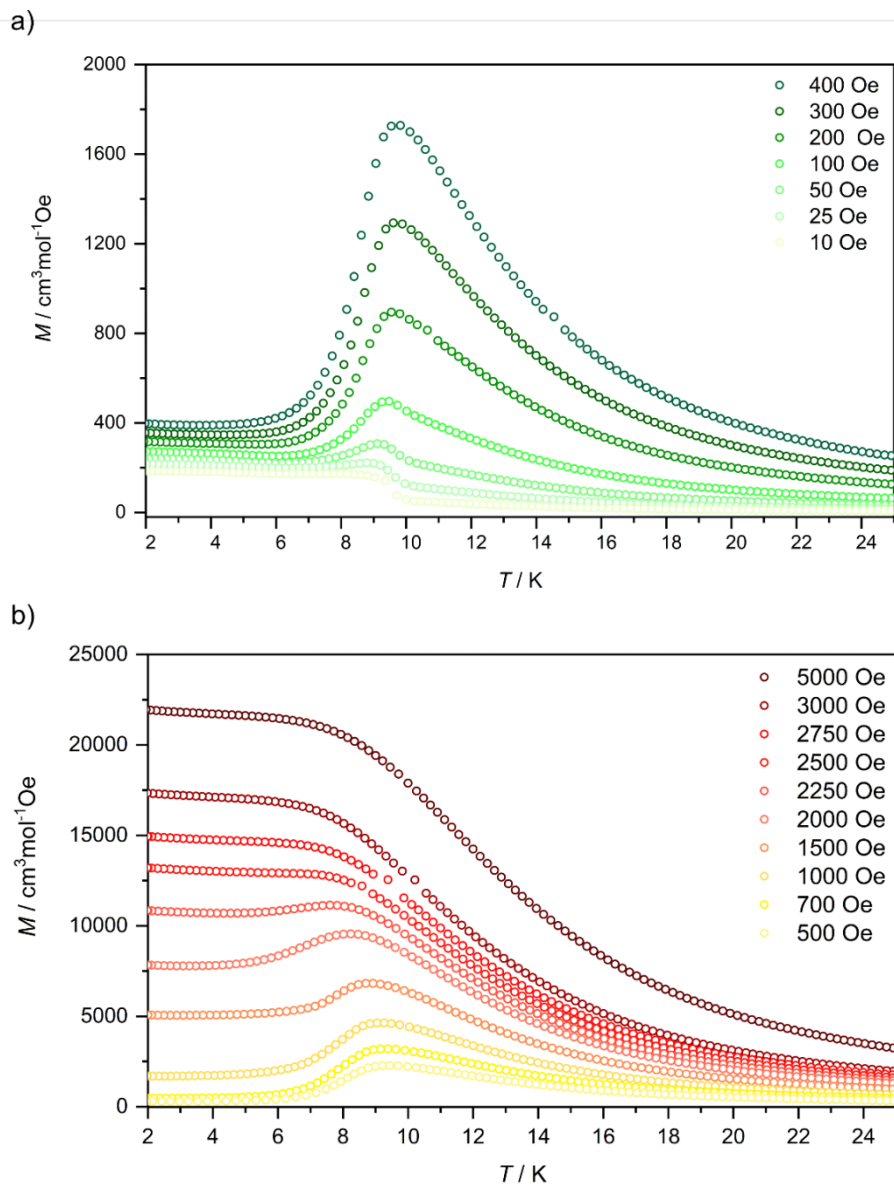 a)
2000
1600
1200
800
400
0
M / cm³mol⁻¹Oe
400 Oe
300 Oe
200 Oe
100 Oe
50 Oe
25 Oe
10 Oe
2 4 6 8 10 12 14 16 18 20 22 24
T / K
b)
25000
20000
15000
10000
5000
0
M / cm³mol⁻¹Oe
5000 Oe
3000 Oe
2750 Oe
2500 Oe
2250 Oe
2000 Oe
1500 Oe
1000 Oe
700 Oe
500 Oe
2 4 6 8 10 12 14 16 18 20 22 24
T / K